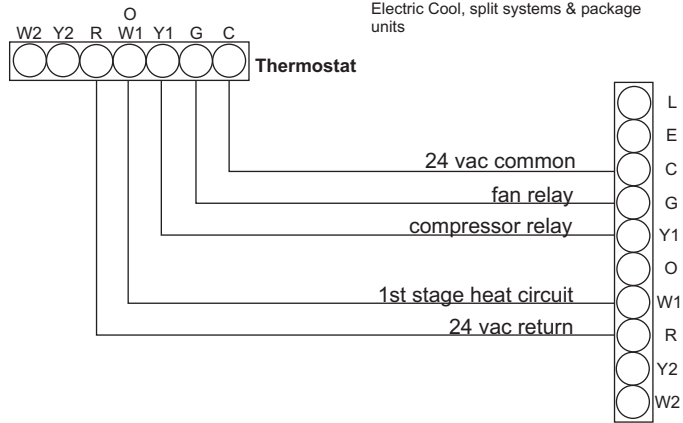 Electric Cool, split systems & package
units
O
W2 Y2 R W1 Y1 G C
Thermostat
L
E
24 vac common C
fan relay G
compressor relay Y1
O
1st stage heat circuit W1
24 vac return R
Y2
W2